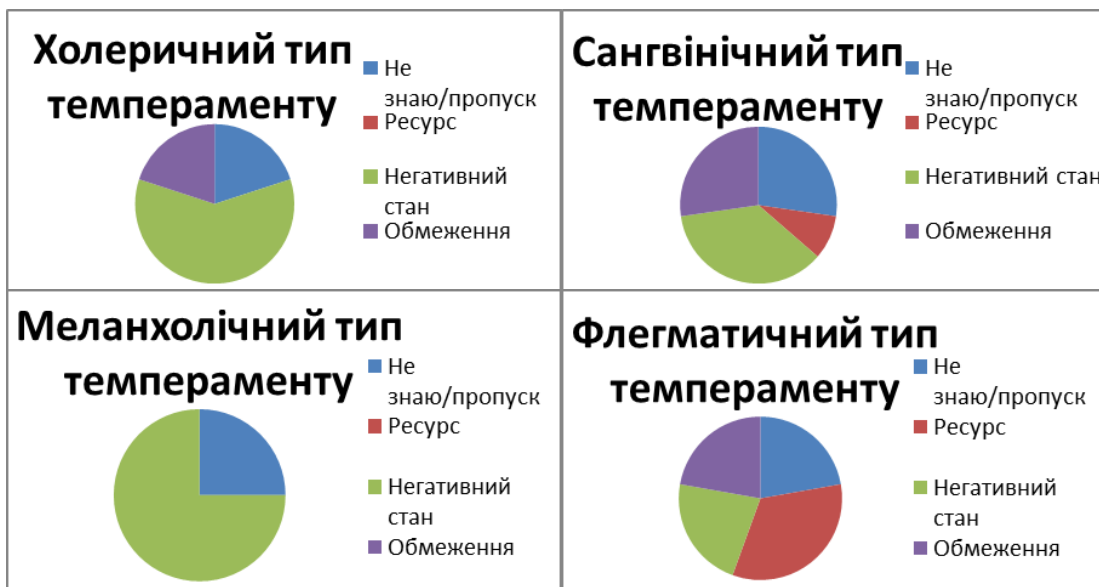 Холеричний тип
темпераменту
Не
знаю/пропуск
Ресурс
Негативний
стан
Обмеження
Сангвінічний тип
темпераменту
Не
знаю/пропуск
Ресурс
Негативний стан
Обмеження
Меланхолічний тип
темпераменту
Не
знаю/пропуск
Ресурс
Негативний
стан
Обмеження
Флегматичний тип
темпераменту
Не
знаю/пропуск
Ресурс
Негативний
стан
Обмеження